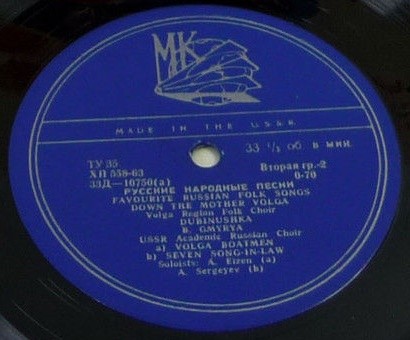 МК
MADE IN THE USSR
33 ⅓ об в мин.
ТУ 35
ХП 558-63
33Д—16750(а)
Вторая гр.-2
0-70
РУССКИЕ НАРОДНЫЕ ПЕСНИ
FAVOURITE RUSSIAN FOLK SONGS
DOWN THE MOTHER VOLGA
Volga Region Folk Choir
DUBINUSHKA
B. GMYRYA
USSR Academic Russian Choir
a) VOLGA BOATMEN
b) SEVEN SONG-IN-LAW
Soloists: A. Eizen (a)
A. Sergeyev (b)